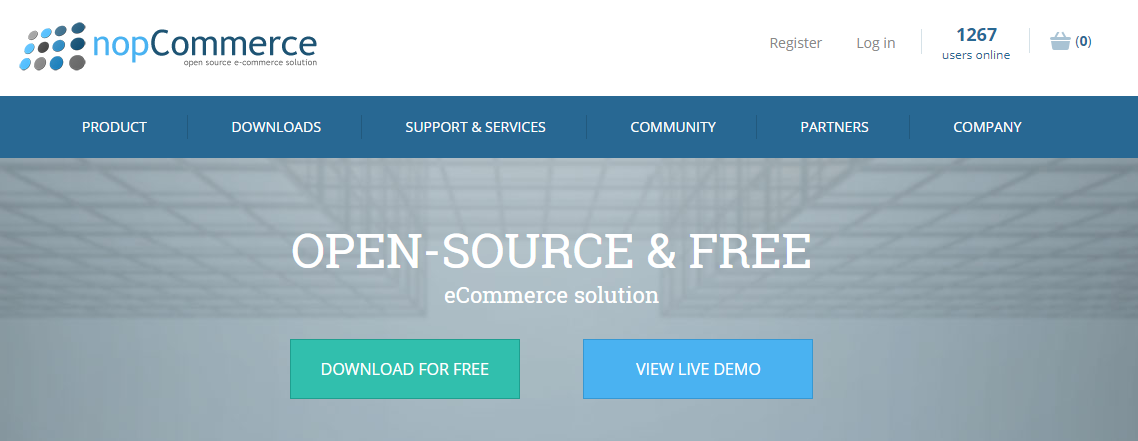 nopCommerce
open source e-commerce solution
Register
Log in
1267
users online
(0)
PRODUCT
DOWNLOADS
SUPPORT & SERVICES
COMMUNITY
PARTNERS
COMPANY
OPEN-SOURCE & FREE
eCommerce solution
DOWNLOAD FOR FREE
VIEW LIVE DEMO